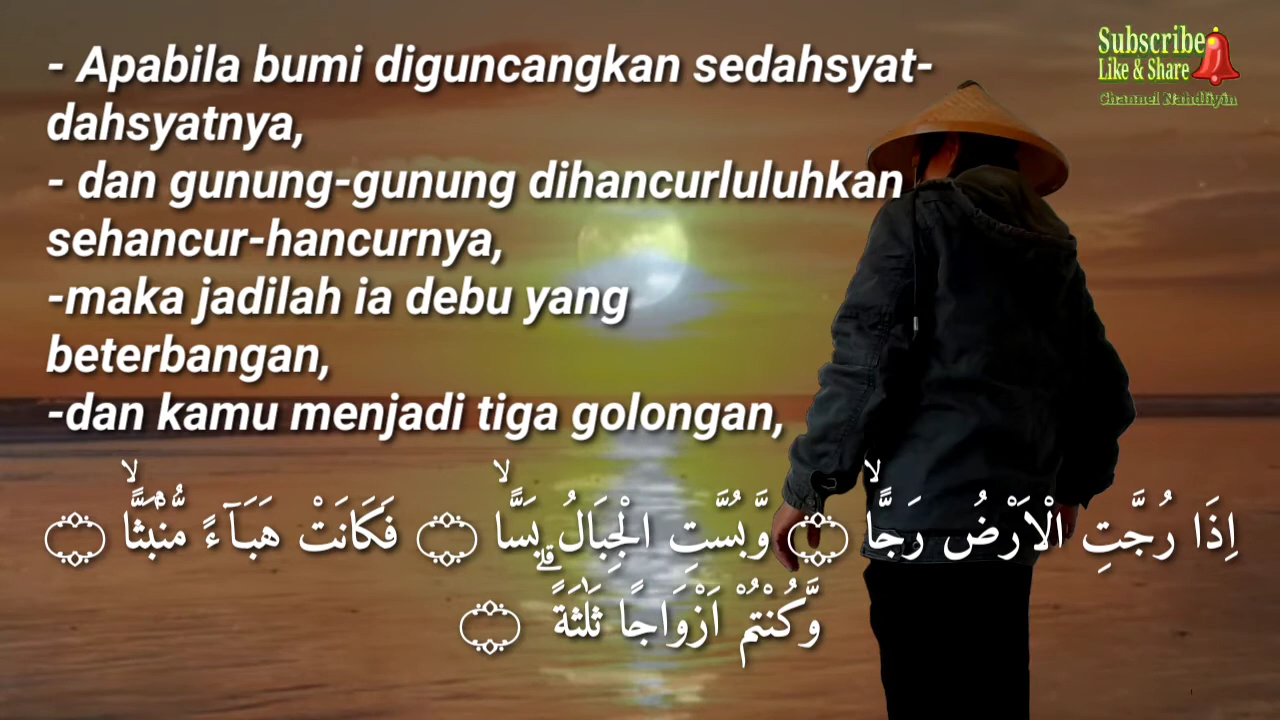 - Apabila bumi diguncangkan sedahsyat-
dahsyatnya,
- dan gunung-gunung dihancurluluhkan
sehancur-hancurnya,
-maka jadilah ia debu yang
beterbangan,
-dan kamu menjadi tiga golongan,
اِذَا رُجَّتِ الْاَرْضُ رَجًّاۙ ۝ وَّبُسَّتِ الْجِبَالُ بَسًّاۙ ۝ فَكَانَتْ هَبَاۤءً مُّنْۢبَثًّاۙ ۝
وَّكُنْتُمْ اَزْوَاجًا ثَلٰثَةًۗ ۝
Subscribe
Like & Share
Channel Nahdliyin